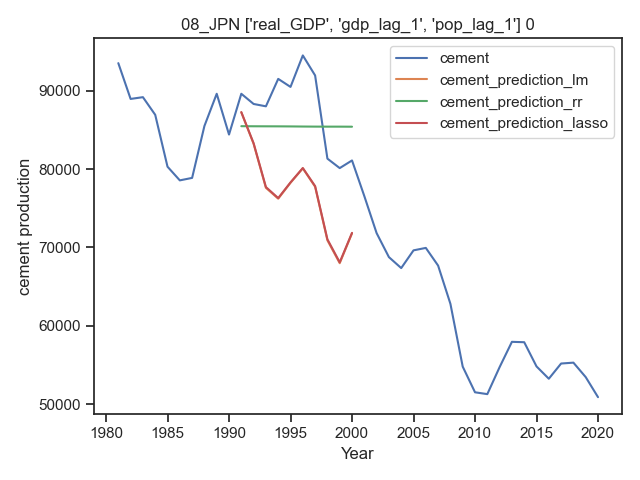 08_JPN ['real_GDP', 'gdp_lag_1', 'pop_lag_1'] 0
cement
cement_prediction_lm
cement_prediction_rr
cement_prediction_lasso
cement production
90000
80000
70000
60000
50000
1980 1985 1990 1995 2000 2005 2010 2015 2020
Year